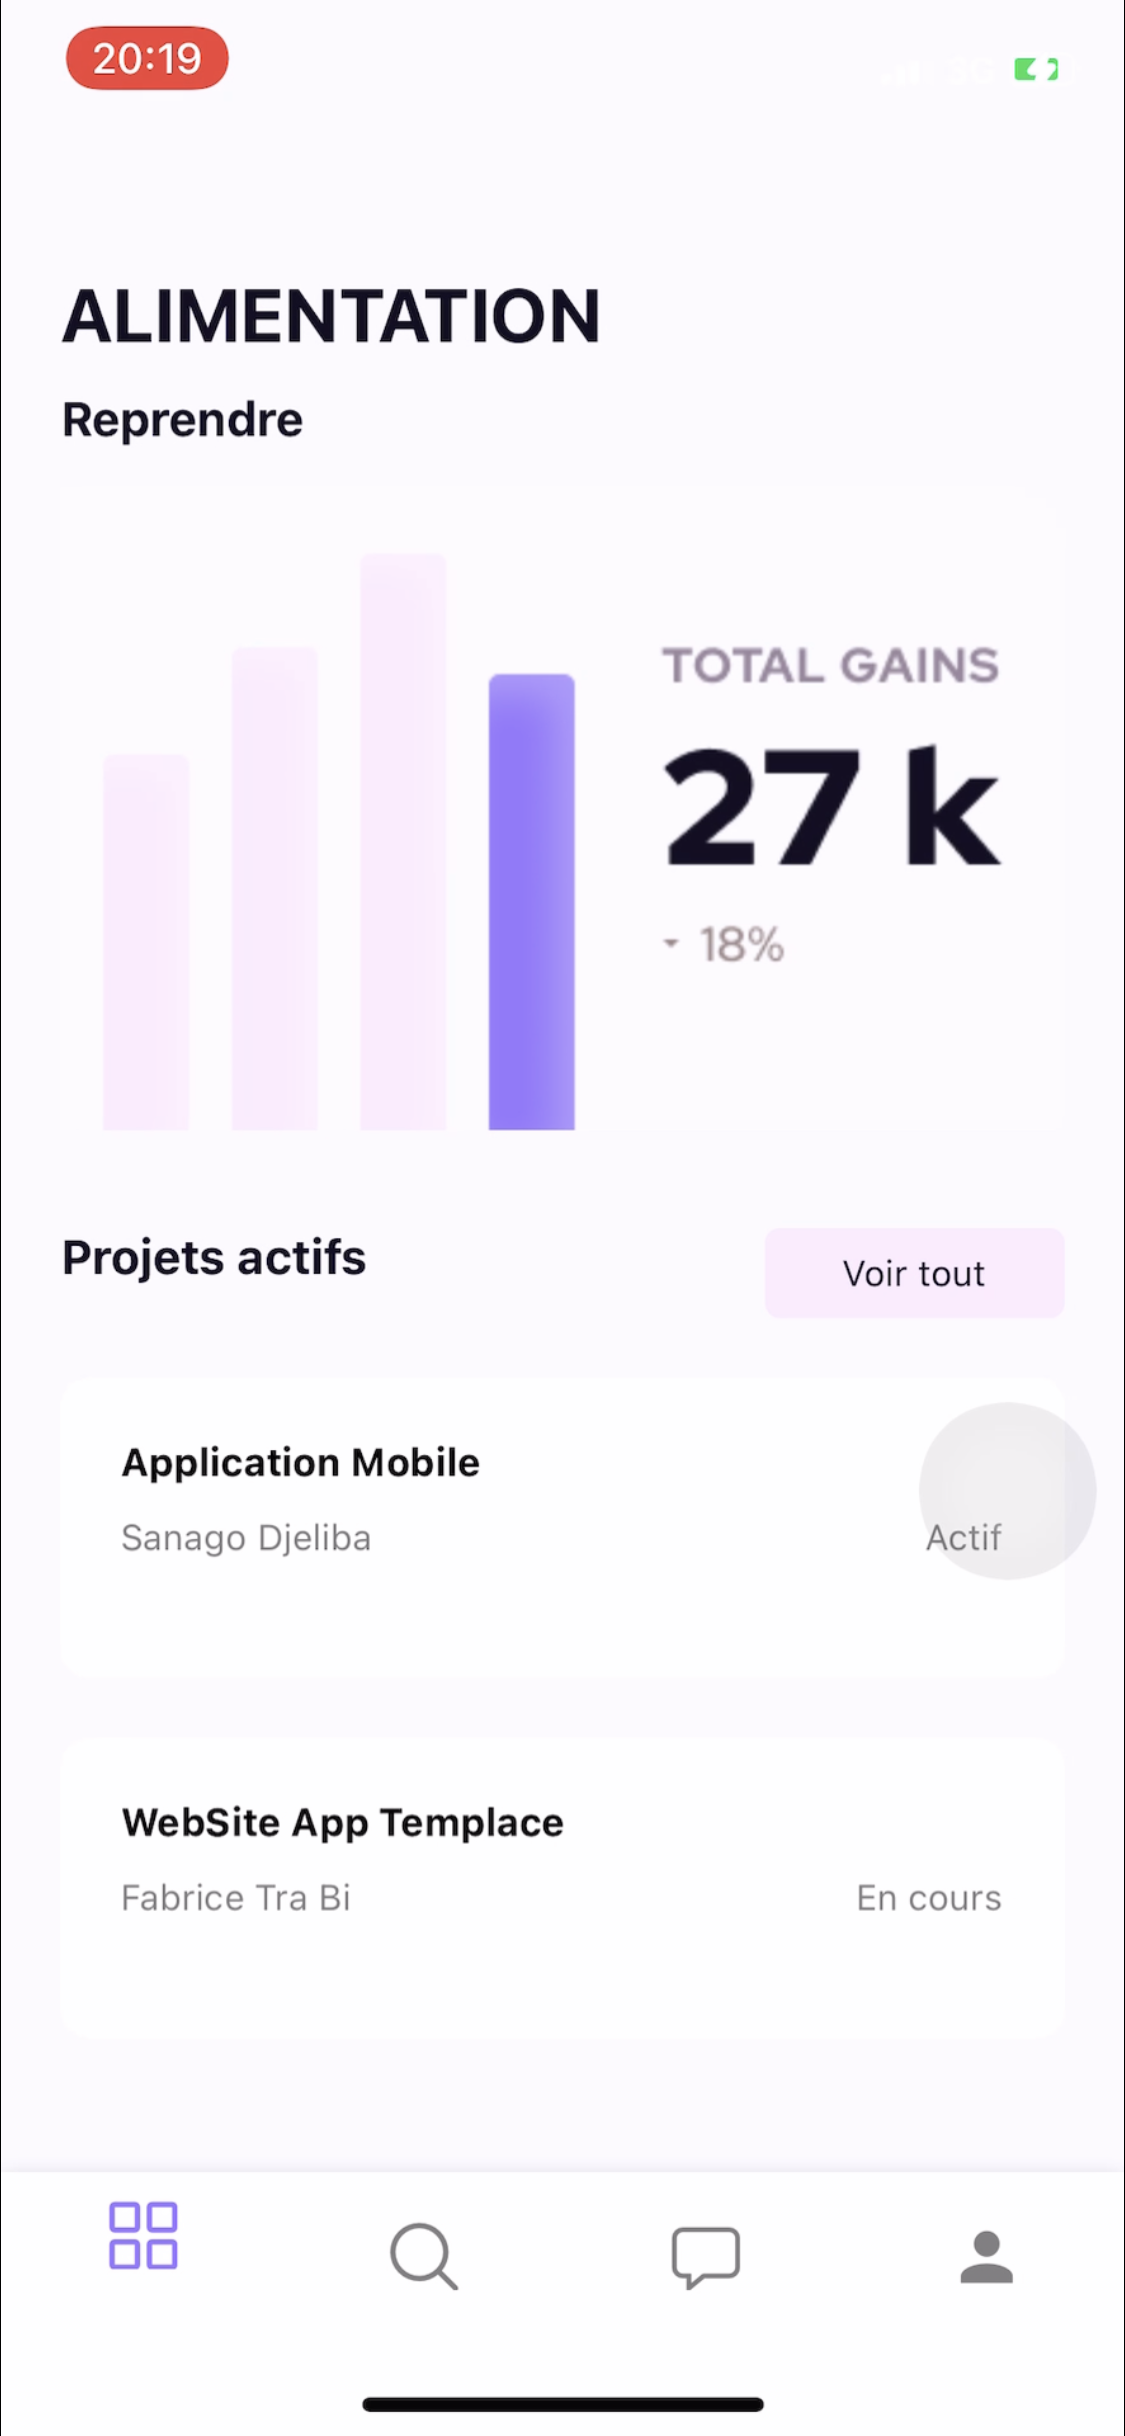 20:19
ALIMENTATION
Reprendre
TOTAL GAINS
27 k
18%
Projets actifs
Voir tout
Application Mobile
Sanago Djeliba
Actif
WebSite App Templace
Fabrice Tra Bi
En cours